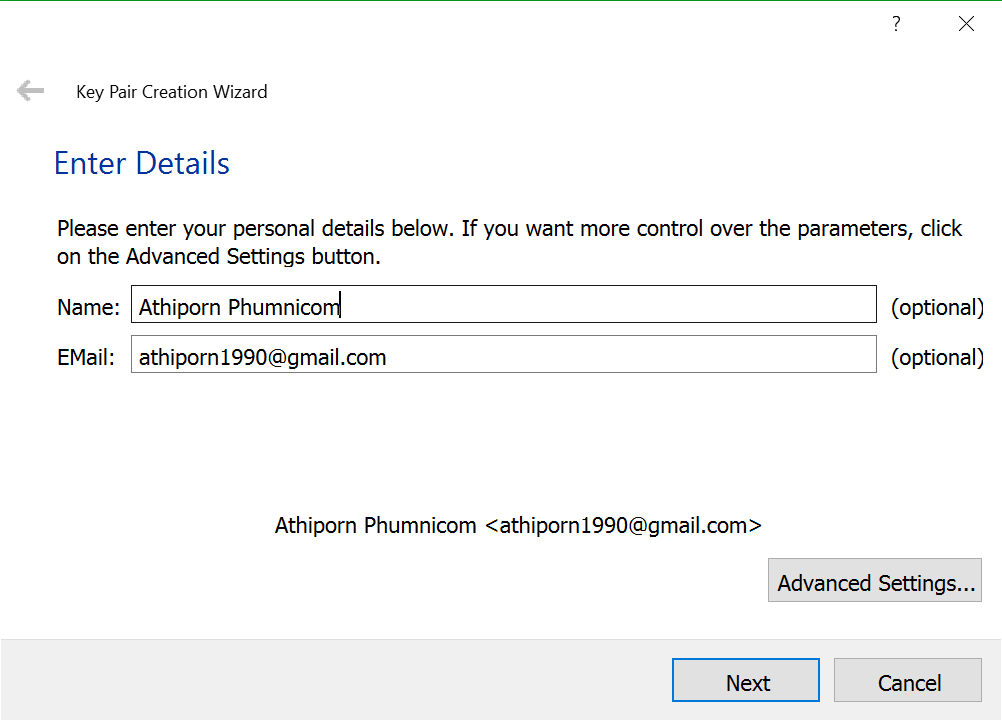 ?
Key Pair Creation Wizard
Enter Details
Please enter your personal details below. If you want more control over the parameters, click
on the Advanced Settings button.
Name: Athiporn Phumnicom (optional)
EMail: athiporn1990@gmail.com (optional)
Athiporn Phumnicom <athiporn1990@gmail.com>
Advanced Settings...
Next Cancel